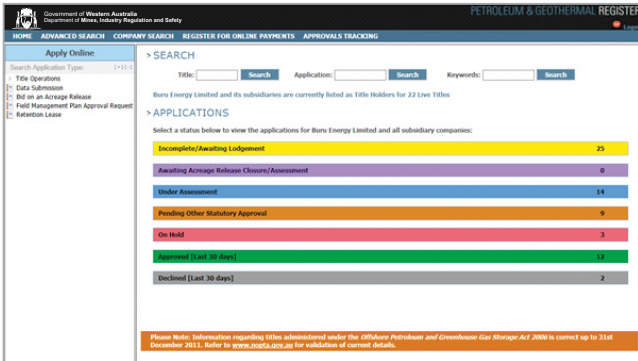 Government of Western Australia
Department of Mines, Industry Regulation and Safety
PETROLEUM & GEOTHERMAL REGISTER
HOME ADVANCED SEARCH COMPANY SEARCH REGISTER FOR ONLINE PAYMENTS APPROVALS TRACKING
Apply Online
Search Application Type: [+][-]
Title Operations
Data Submission
Bid on an Acreage Release
Field Management Plan Approval Request
Retention Lease
> SEARCH
Title: Search Application: Search Keywords: Search
Buru Energy Limited and its subsidiaries are currently listed as Title Holders for 22 Live Titles
> APPLICATIONS
Select a status below to view the applications for Buru Energy Limited and all subsidiary companies:
Incomplete/Awaiting Lodgement 25
Awaiting Acreage Release Closure/Assessment 0
Under Assessment 14
Pending Other Statutory Approval 9
On Hold 3
Approved [Last 30 days] 12
Declined [Last 30 days] 2
Please Note: Information regarding titles administered under the Offshore Petroleum and Greenhouse Gas Storage Act 2006 is correct up to 31st
December 2011. Refer to www.nopta.gov.au for validation of current details.